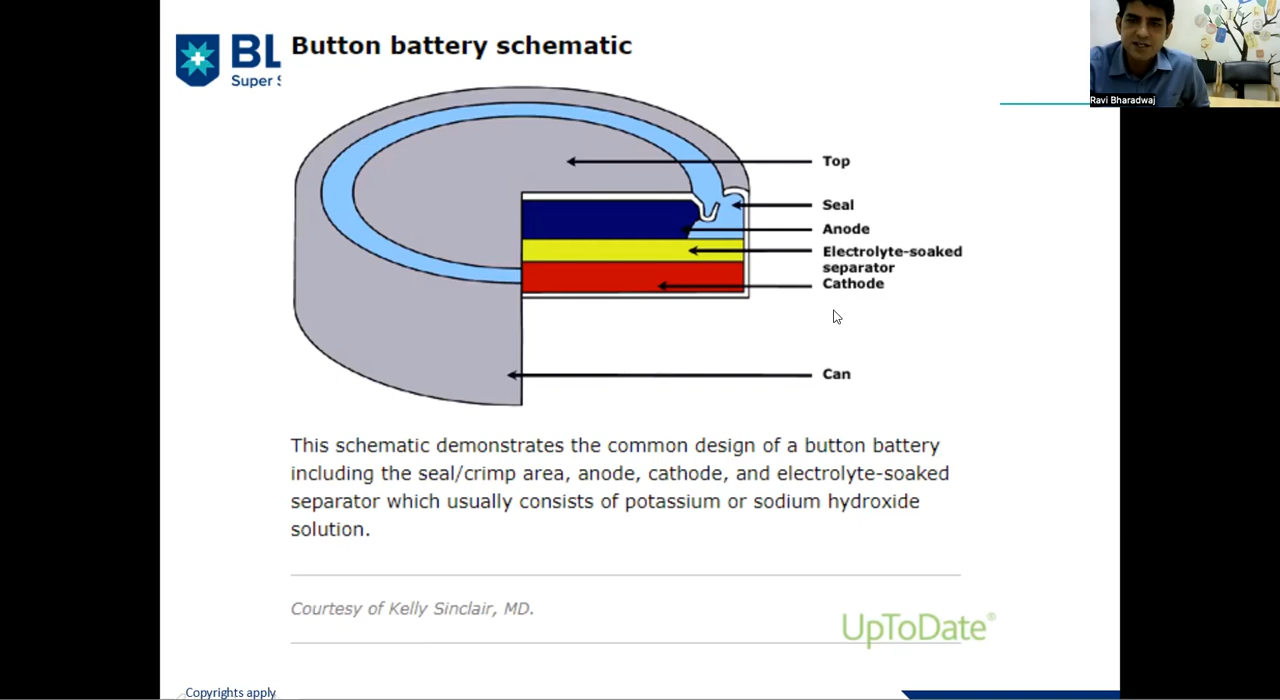 BL
Super S
Button battery schematic
Ravi Bharadwaj
Top
Seal
Anode
Electrolyte-soaked
separator
Cathode
Can
This schematic demonstrates the common design of a button battery
including the seal/crimp area, anode, cathode, and electrolyte-soaked
separator which usually consists of potassium or sodium hydroxide
solution.
Courtesy of Kelly Sinclair, MD.
UpToDate®
Copyrights apply